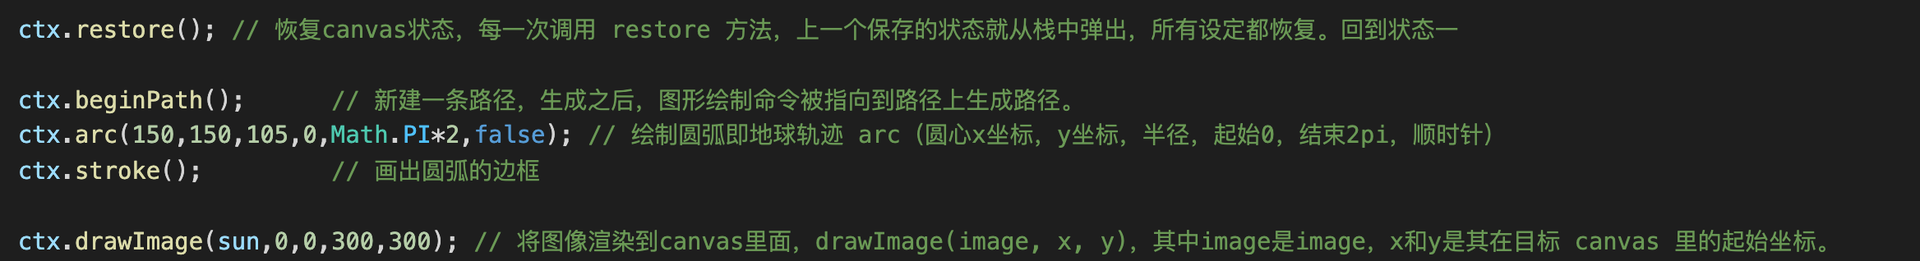 ctx.restore(); // 恢复canvas状态，每一次调用 restore 方法，上一个保存的状态就从栈中弹出，所有设定都恢复。回到状态一
ctx.beginPath();      // 新建一条路径，生成之后，图形绘制命令被指向到路径上生成路径。
ctx.arc(150,150,105,0,Math.PI*2,false); // 绘制圆弧即地球轨迹 arc（圆心x坐标，y坐标，半径，起始0，结束2pi，顺时针）
ctx.stroke();         // 画出圆弧的边框
ctx.drawImage(sun,0,0,300,300); // 将图像渲染到canvas里面，drawImage(image, x, y)，其中image是image，x和y是其在目标 canvas 里的起始坐标。